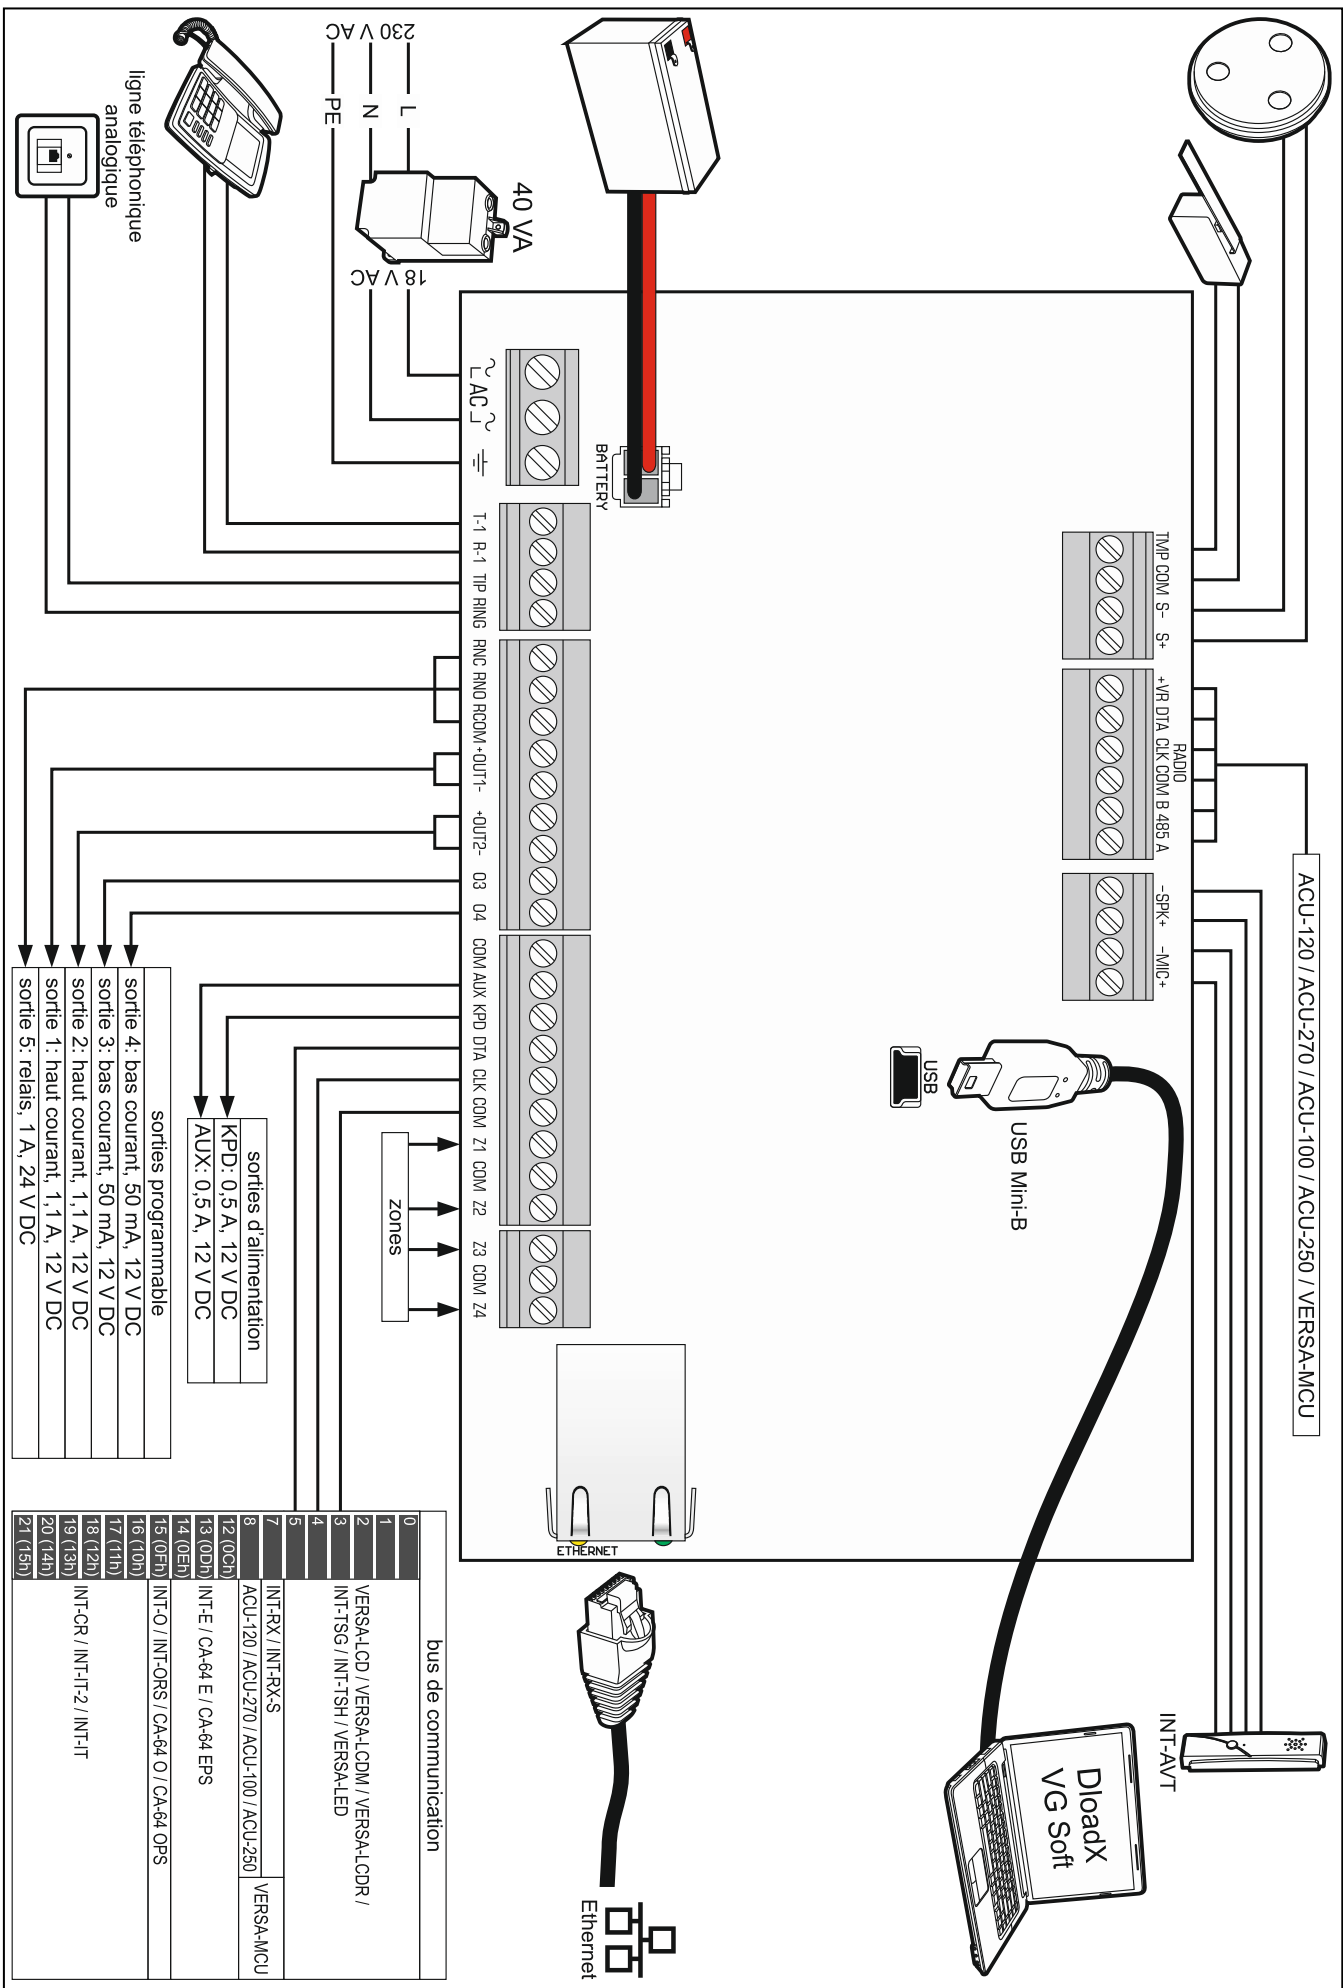 ligne téléphonique
analogique
230 V AC
L
N
PE
40 VA
18 V AC
BATTERY
AC
T-1 R-1 TIP RING
RNC RNO RCOM +OUT1- +OUT2- O3 O4
COM AUX KPD DTA CLK COM Z1 COM Z2
Z3 COM Z4
TMP COM S- S+
RADIO
+VR DTA CLK COM B 485 A
-SPK+ -MIC+
ACU-120 / ACU-270 / ACU-100 / ACU-250 / VERSA-MCU
USB
USB Mini-B
INT-AVT
DloadX
VG Soft
ETHERNET
Ethernet
zones
sorties d'alimentation
KPD: 0,5 A, 12 V DC
AUX: 0,5 A, 12 V DC
sorties programmable
sortie 4: bas courant, 50 mA, 12 V DC
sortie 3: bas courant, 50 mA, 12 V DC
sortie 2: haut courant, 1,1 A, 12 V DC
sortie 1: haut courant, 1,1 A, 12 V DC
sortie 5: relais, 1 A, 24 V DC
bus de communication
0
1
2
3
4
5
VERSA-LCD / VERSA-LCDM / VERSA-LCDR /
INT-TSG / INT-TSH / VERSA-LED
7
INT-RX / INT-RX-S
8
ACU-120 / ACU-270 / ACU-100 / ACU-250
VERSA-MCU
12 (0Ch)
13 (0Dh)
14 (0Eh)
INT-E / CA-64 E / CA-64 EPS
15 (0Fh)
INT-O / INT-ORS / CA-64 O / CA-64 OPS
16 (10h)
17 (11h)
18 (12h)
19 (13h)
20 (14h)
21 (15h)
INT-CR / INT-IT-2 / INT-IT